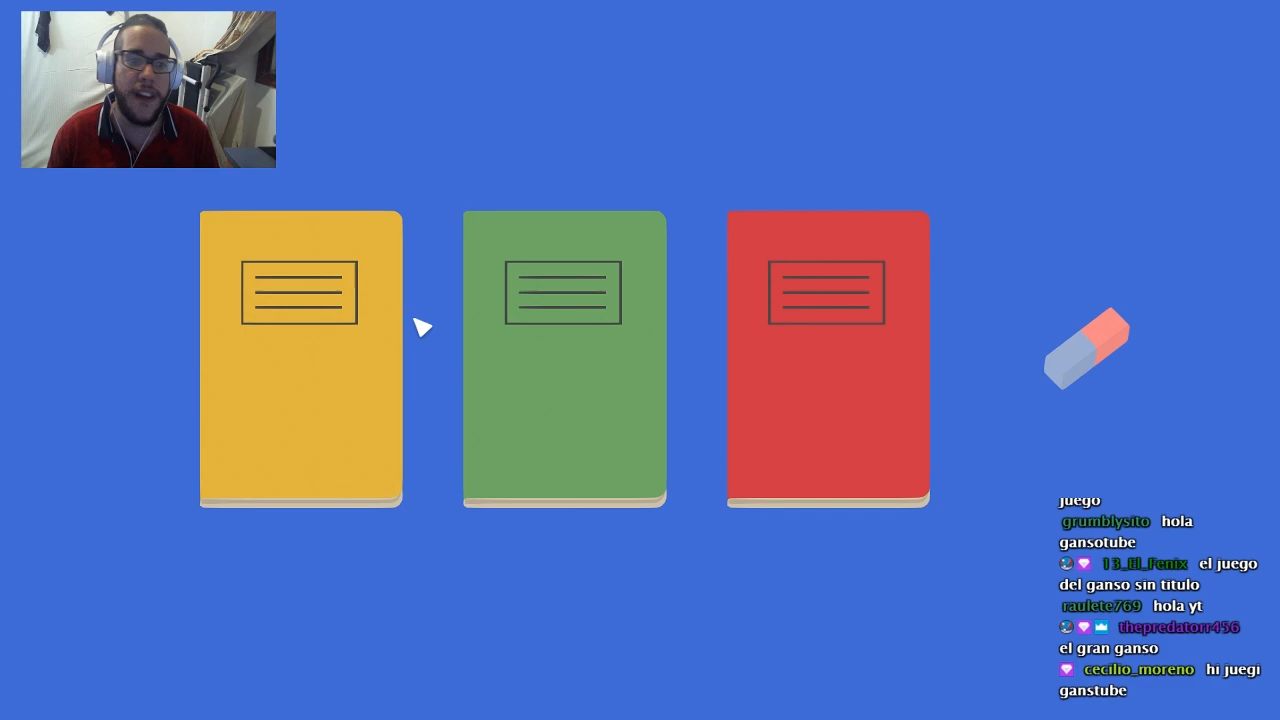 juego
grumblysito hola
gansotube
13_El_Fenix el juego
del ganso sin titulo
raulete769 hola yt
thepredatorr456
el gran ganso
cecilio_moreno hi juegi
ganstube